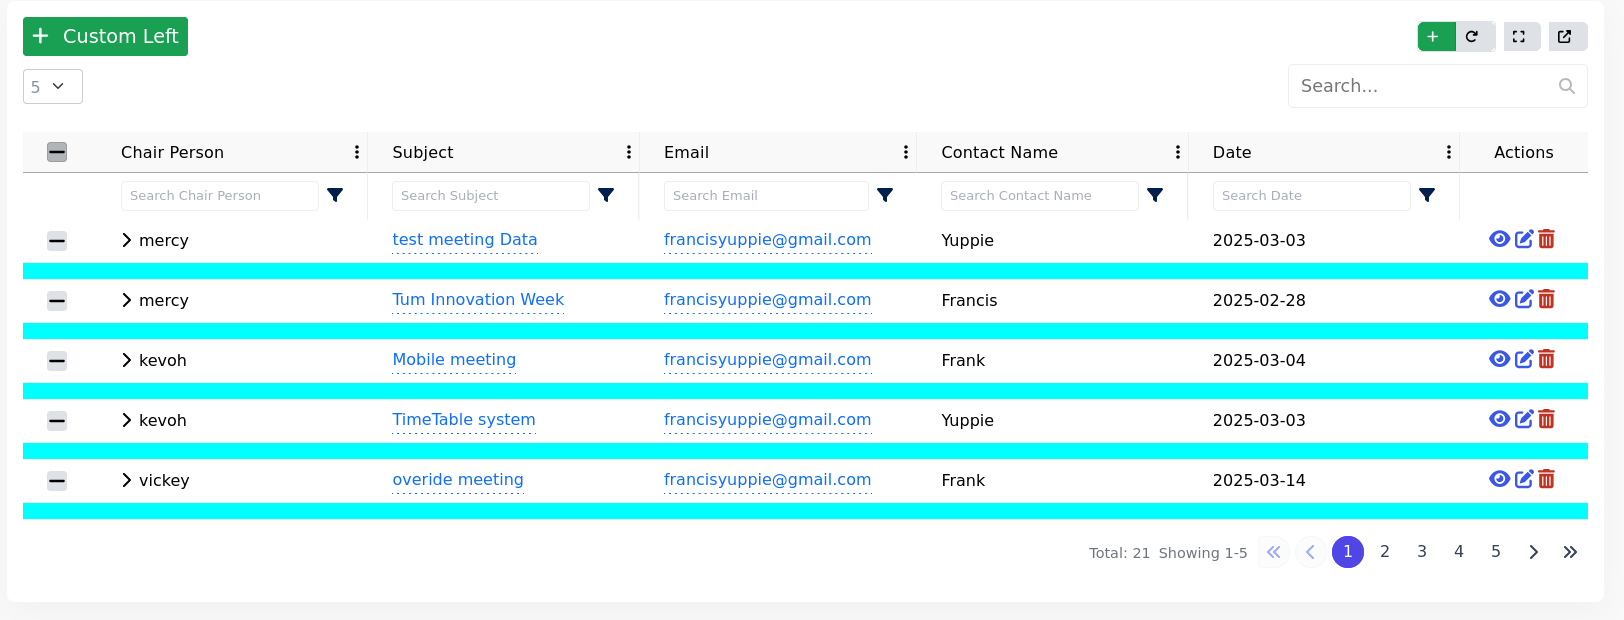 + Custom Left
5
Search...
Chair Person Subject Email Contact Name Date Actions
Search Chair Person Search Subject Search Email Search Contact Name Search Date
mercy test meeting Data francisyuppie@gmail.com Yuppie 2025-03-03
mercy Tum Innovation Week francisyuppie@gmail.com Francis 2025-02-28
kevoh Mobile meeting francisyuppie@gmail.com Frank 2025-03-04
kevoh TimeTable system francisyuppie@gmail.com Yuppie 2025-03-03
vickey overide meeting francisyuppie@gmail.com Frank 2025-03-14
Total: 21 Showing 1-5 1 2 3 4 5